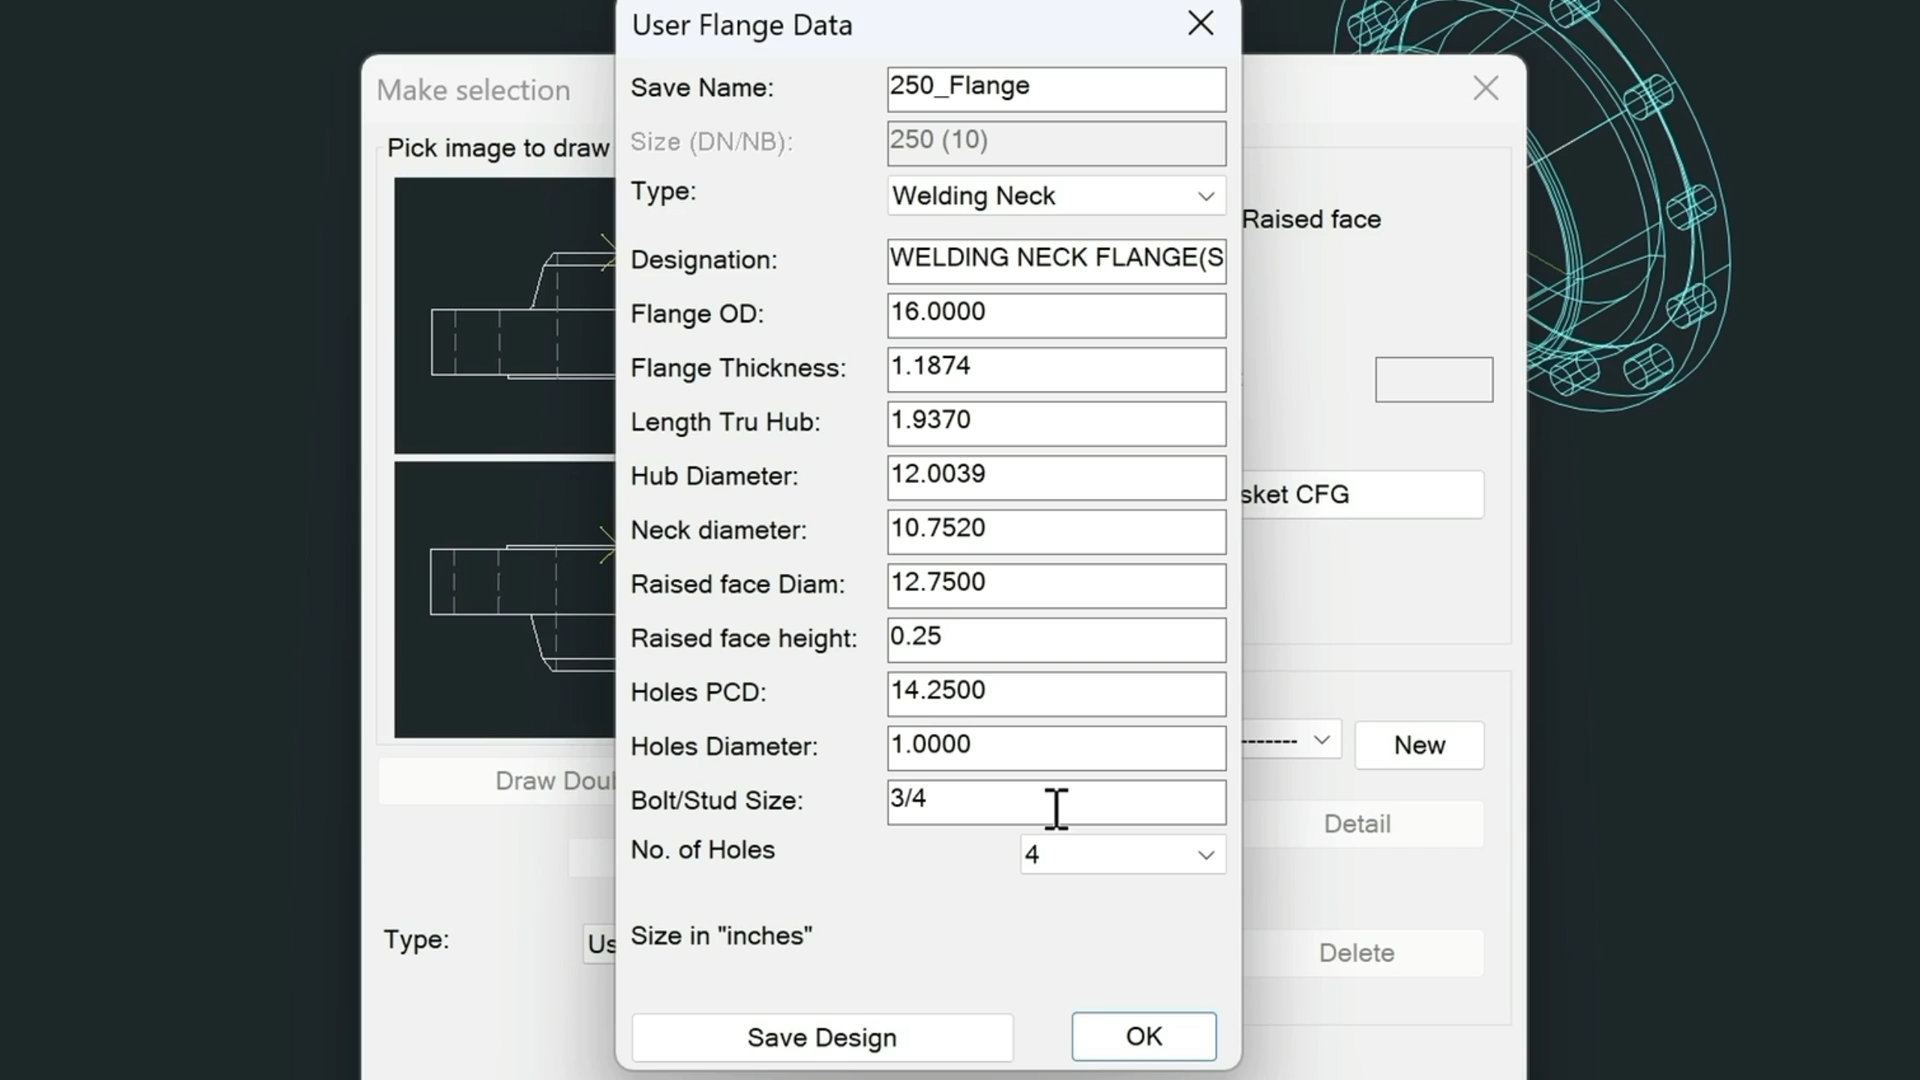 User Flange Data
Make selection
Pick image to draw
Save Name: 250_Flange
Size (DN/NB): 250 (10)
Type: Welding Neck
Raised face
Designation: WELDING NECK FLANGE(S
Flange OD: 16.0000
Flange Thickness: 1.1874
Length Tru Hub: 1.9370
Hub Diameter: 12.0039
sket CFG
Neck diameter: 10.7520
Raised face Diam: 12.7500
Raised face height: 0.25
Holes PCD: 14.2500
Holes Diameter: 1.0000
------- New
Draw Dou
Bolt/Stud Size: 3/4
Detail
No. of Holes 4
Type: Us
Size in "inches"
Delete
Save Design OK